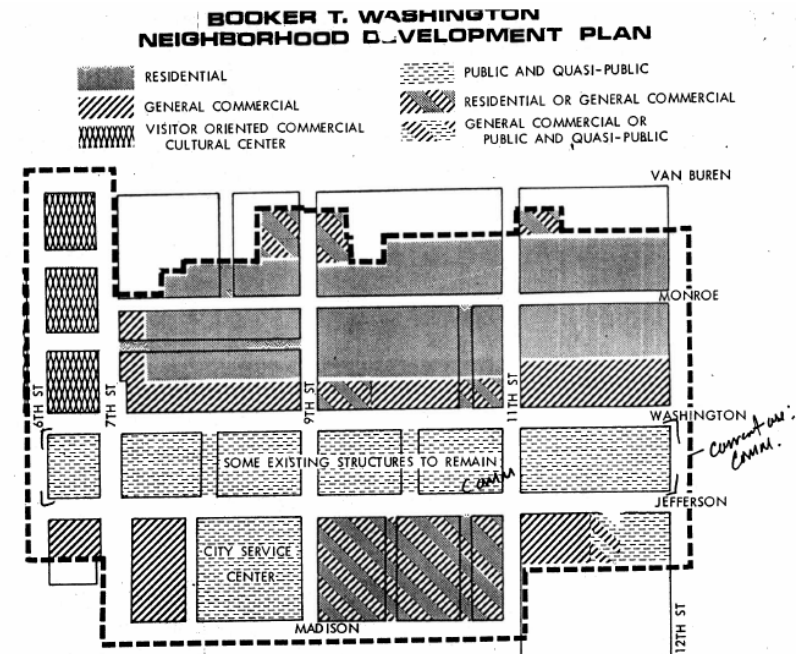 BOOKER T. WASHINGTON
NEIGHBORHOOD DEVELOPMENT PLAN
RESIDENTIAL
GENERAL COMMERCIAL
VISITOR ORIENTED COMMERCIAL
CULTURAL CENTER
PUBLIC AND QUASI-PUBLIC
RESIDENTIAL OR GENERAL COMMERCIAL
GENERAL COMMERCIAL OR
PUBLIC AND QUASI-PUBLIC
VAN BUREN
MONROE
6TH ST
7TH ST
9TH ST
11TH ST
WASHINGTON
current use:
comm.
SOME EXISTING STRUCTURES TO REMAIN
comm
JEFFERSON
CITY SERVICE
CENTER
MADISON
12TH ST